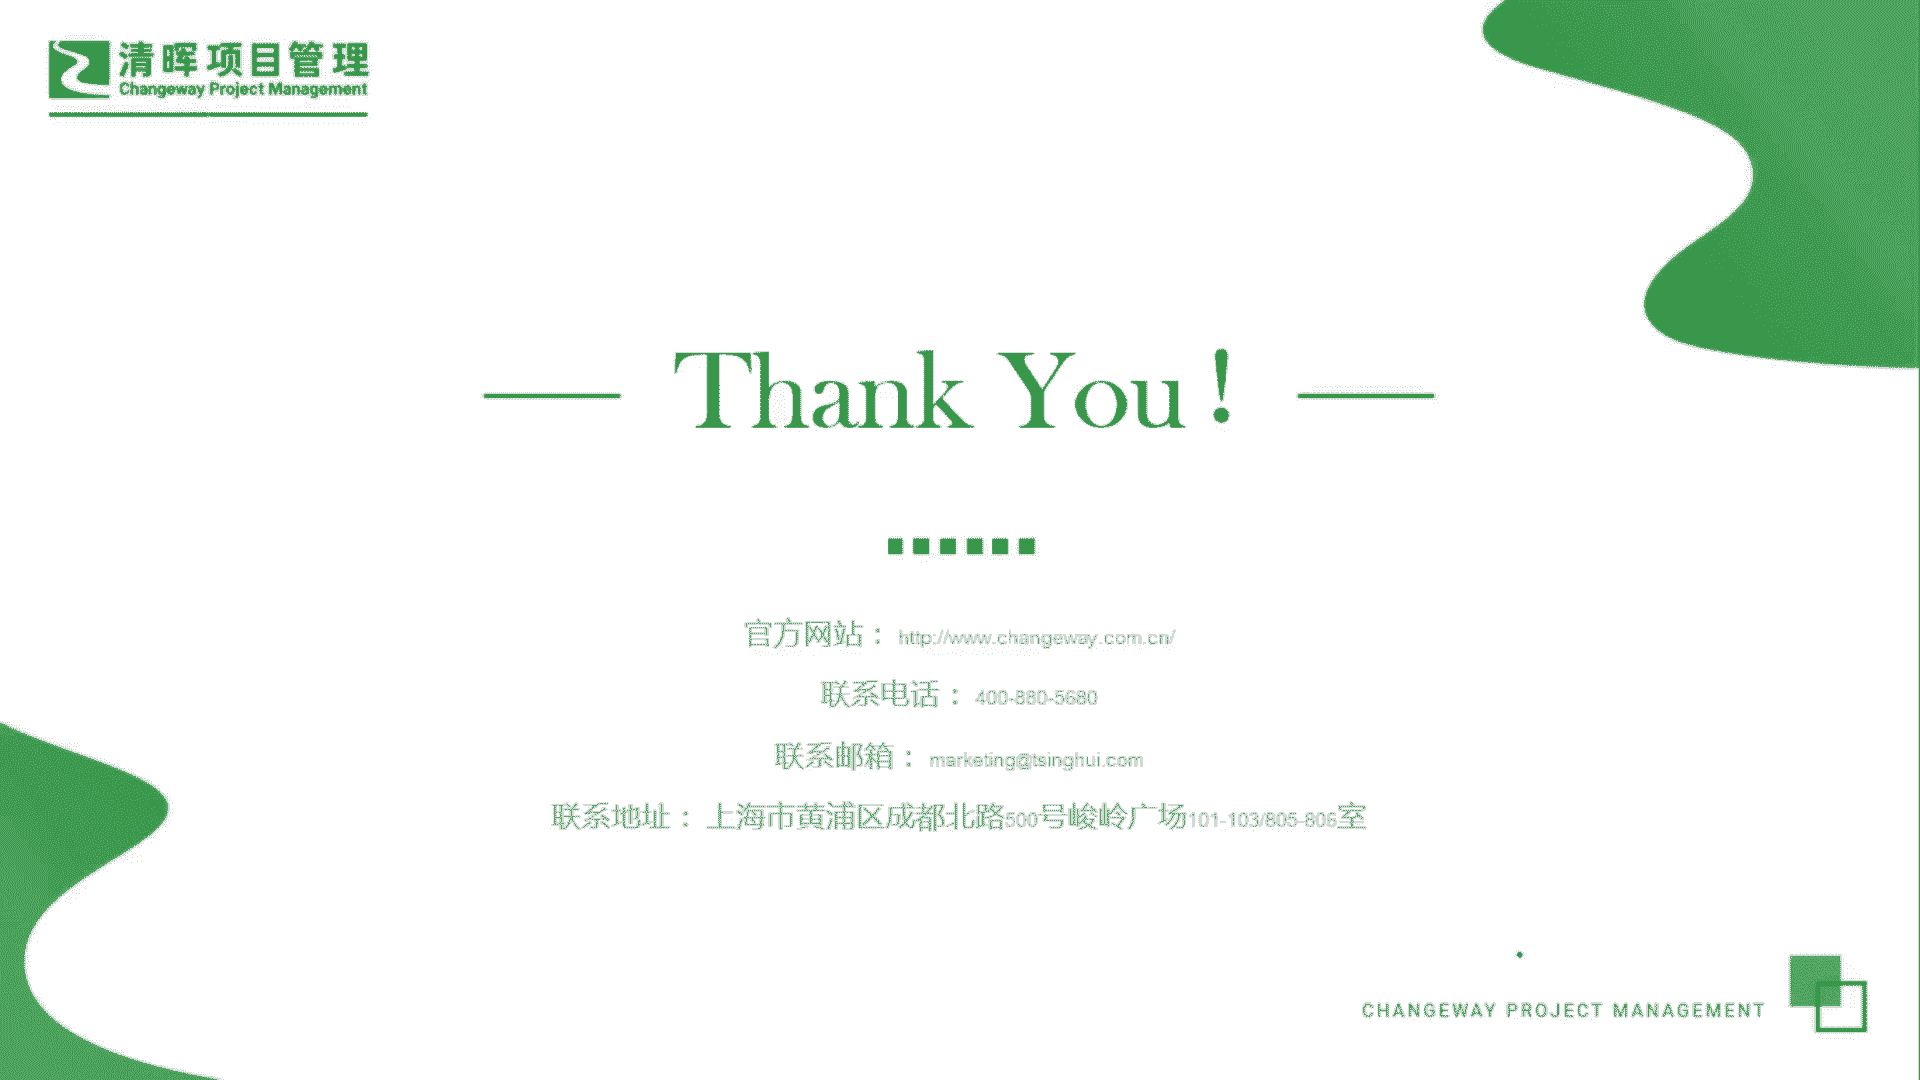 清晖项目管理
Changeway Project Management
Thank You !
官方网站： http://www.changeway.com.cn/
联系电话： 400-880-5680
联系邮箱： marketing@tsinghui.com
联系地址： 上海市黄浦区成都北路500号峻岭广场101-103/805-806室
CHANGEWAY PROJECT MANAGEMENT